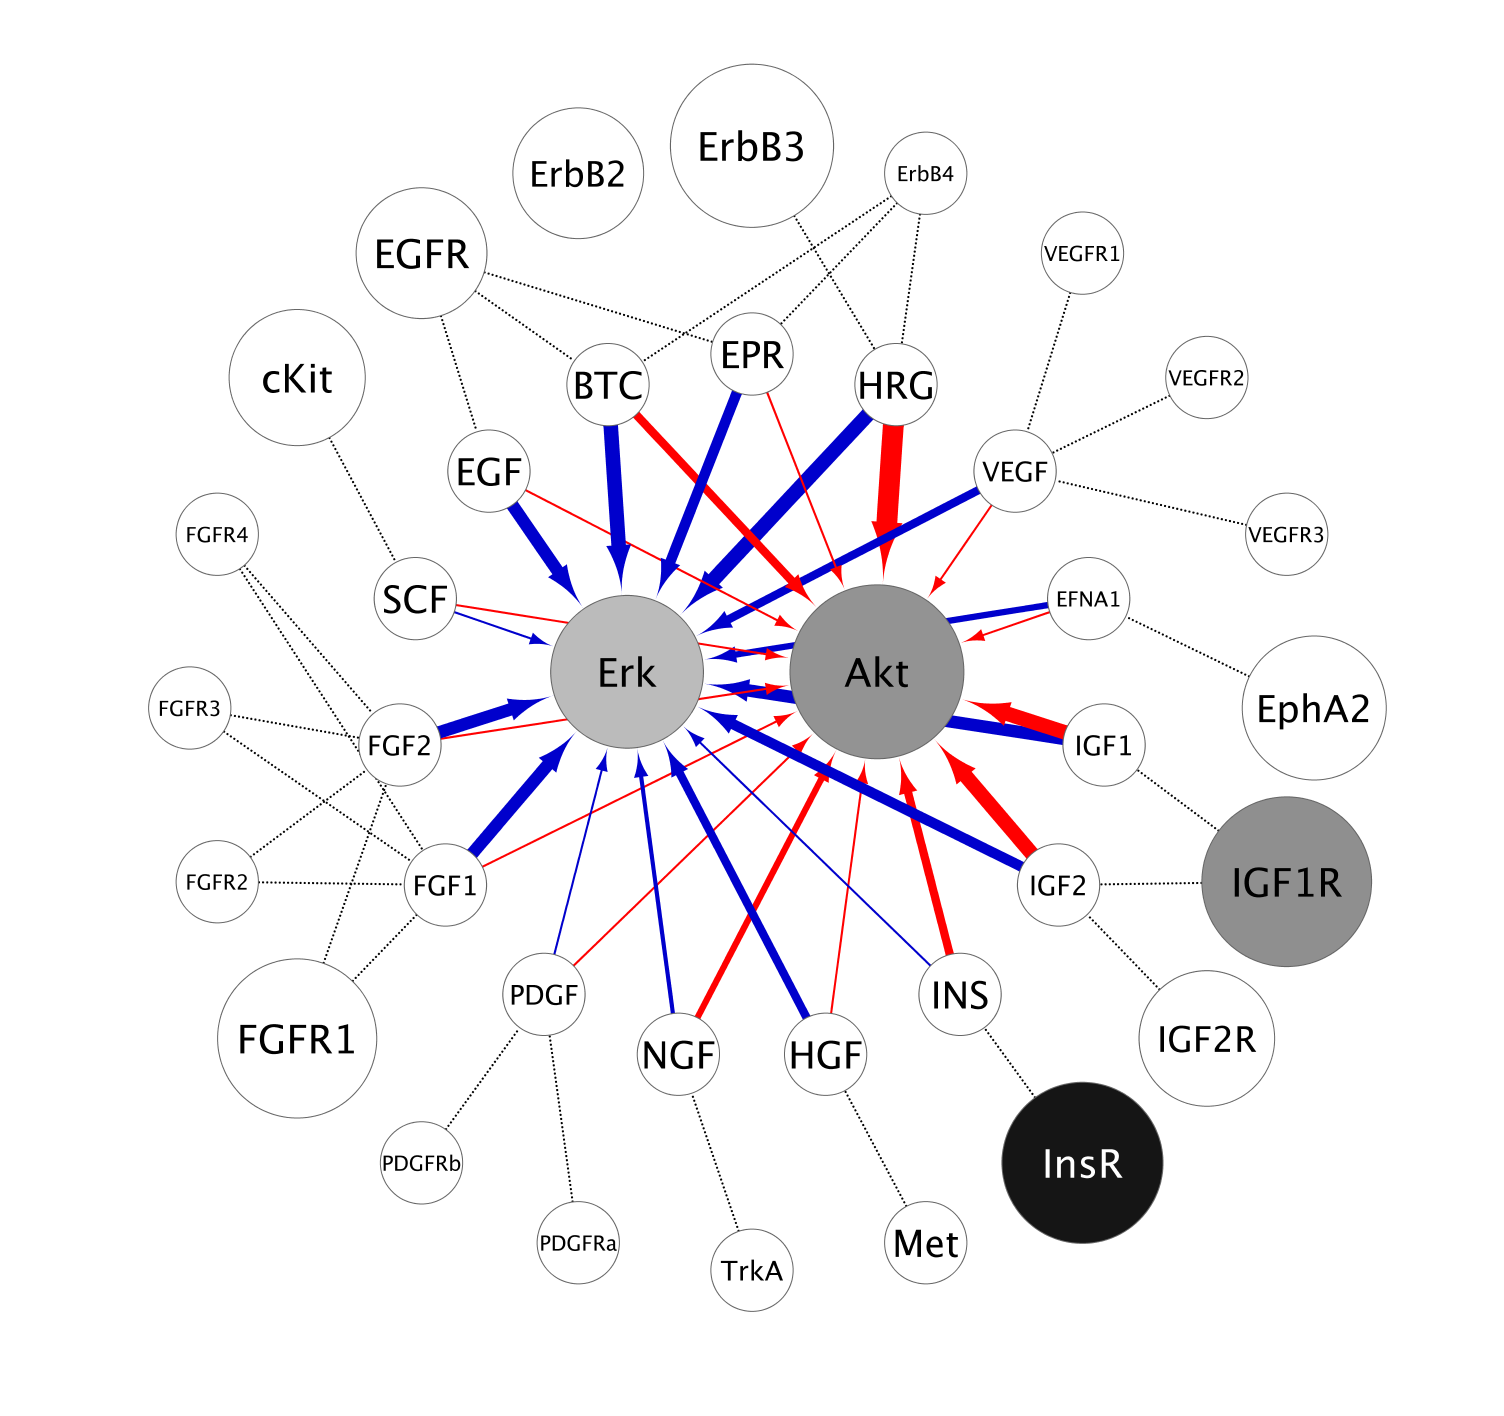 ErbB3
ErbB2
ErbB4
EGFR
VEGFR1
EPR
cKit
BTC
HRG
VEGFR2
EGF
VEGF
FGFR4
VEGFR3
SCF
EFNA1
Erk
Akt
FGFR3
EphA2
FGF2
IGF1
FGFR2
FGF1
IGF2
IGF1R
PDGF
INS
FGFR1
IGF2R
NGF
HGF
PDGFRb
InsR
PDGFRa
Met
TrkA